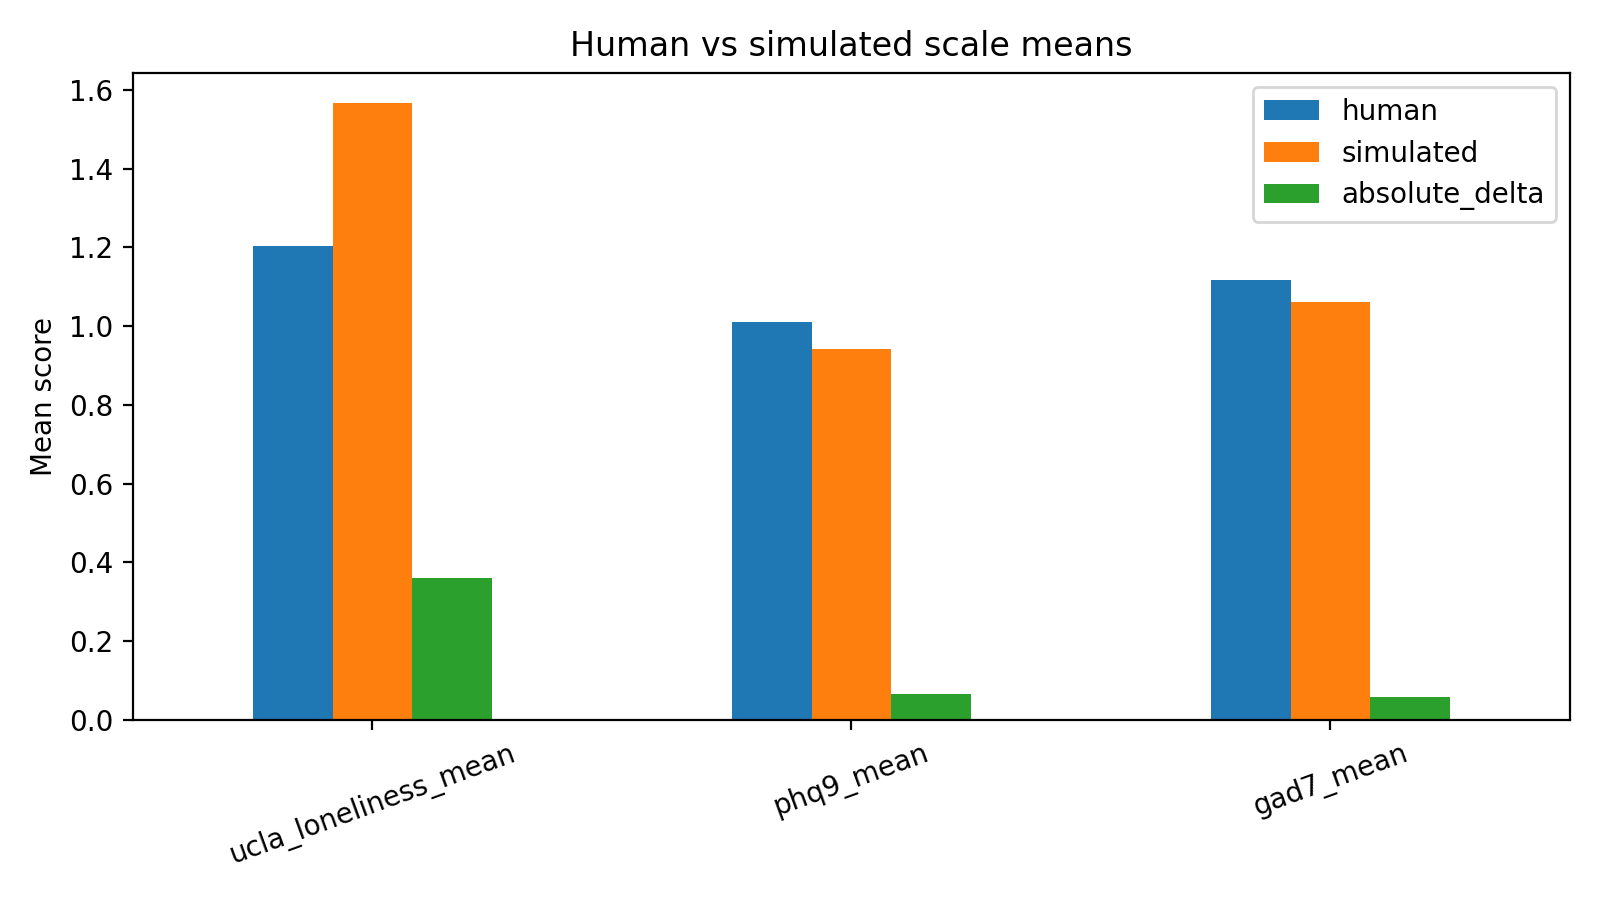 Human vs simulated scale means
Mean score
1.6
1.4
1.2
1.0
0.8
0.6
0.4
0.2
0.0
human
simulated
absolute_delta
ucla_loneliness_mean
phq9_mean
gad7_mean